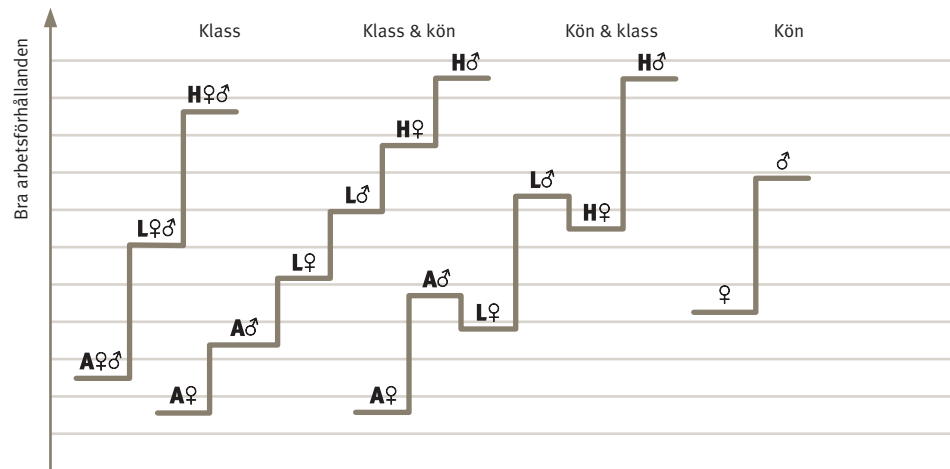 Klass
Klass & kön
Kön & klass
Kön
Bra arbetsförhållanden
H♀♂
L♀♂
A♀♂
H♂
H♀
L♂
L♀
A♂
A♀
H♂
L♂
H♀
A♂
L♀
A♀
♂
♀